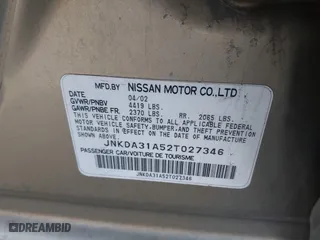 MFD.BY NISSAN MOTOR CO.,LTD
DATE 04/02
GVWR/PNBV 4419 LBS.
GAWR/PNBE FR. 2370 LBS. RR. 2085 LBS.
THIS VEHICLE CONFORMS TO ALL APPLICABLE FEDERAL
MOTOR VEHICLE SAFETY, BUMPER, AND THEFT PREVENTION
STANDARDS IN EFFECT ON THE DATE OF MANUFACTURE
SHOWN ABOVE.
JNKDA31A52T027346
PASSENGER CAR/VOITURE DE TOURISME
JNKDA31A52T027346
DREAMBID